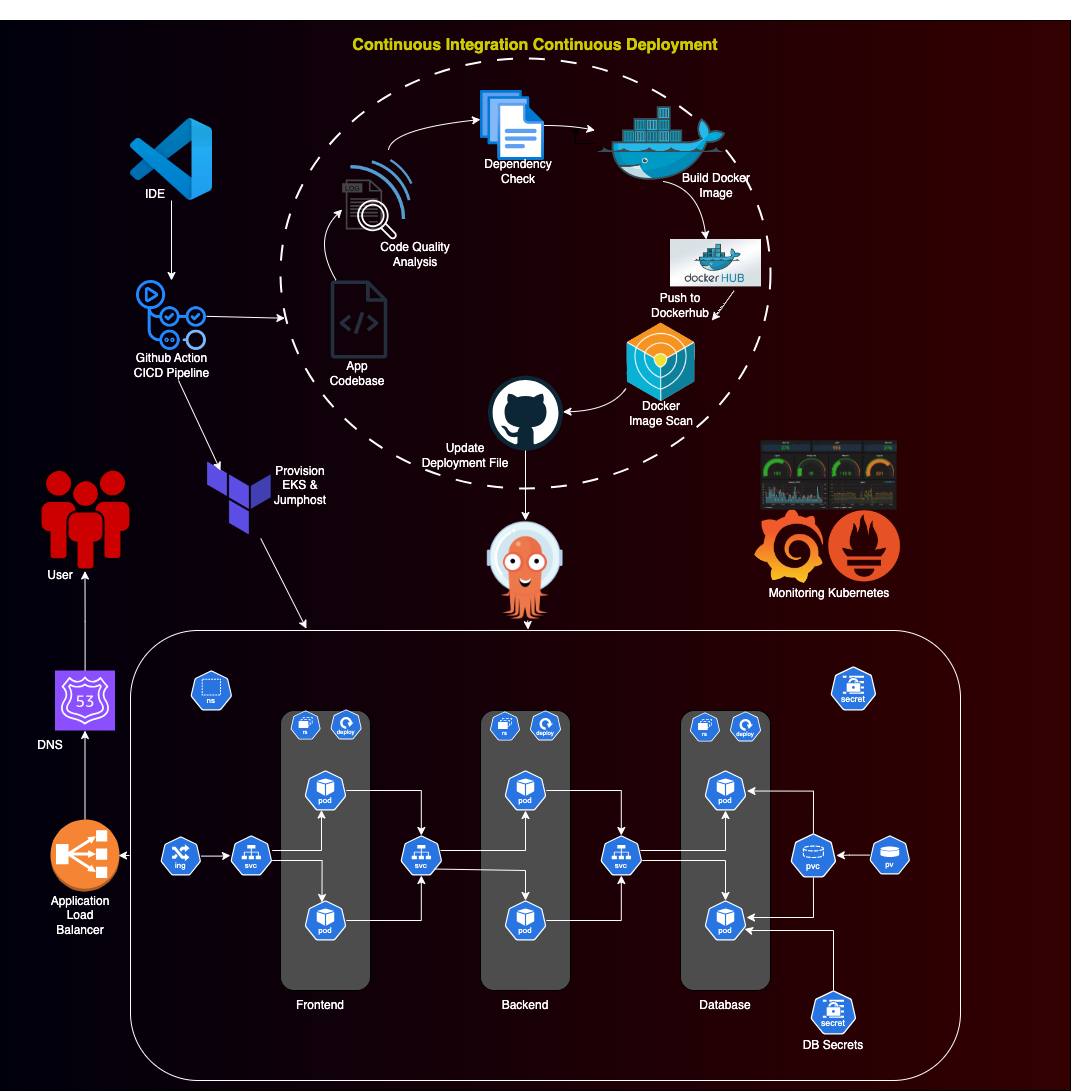 Continuous Integration Continuous Deployment
IDE
Github Action
CICD Pipeline
LOG
Code Quality
Analysis
Dependency
Check
Build Docker
Image
docker HUB
Push to
Dockerhub
App
Codebase
Docker
Image Scan
Update
Deployment File
Provision
EKS &
Jumphost
User
Monitoring Kubernetes
53
DNS
Application
Load
Balancer
ns
secret
rs
deploy
rs
deploy
rs
deploy
pod
pod
pod
ing
svc
svc
svc
pvc
pv
pod
pod
pod
Frontend
Backend
Database
secret
DB Secrets